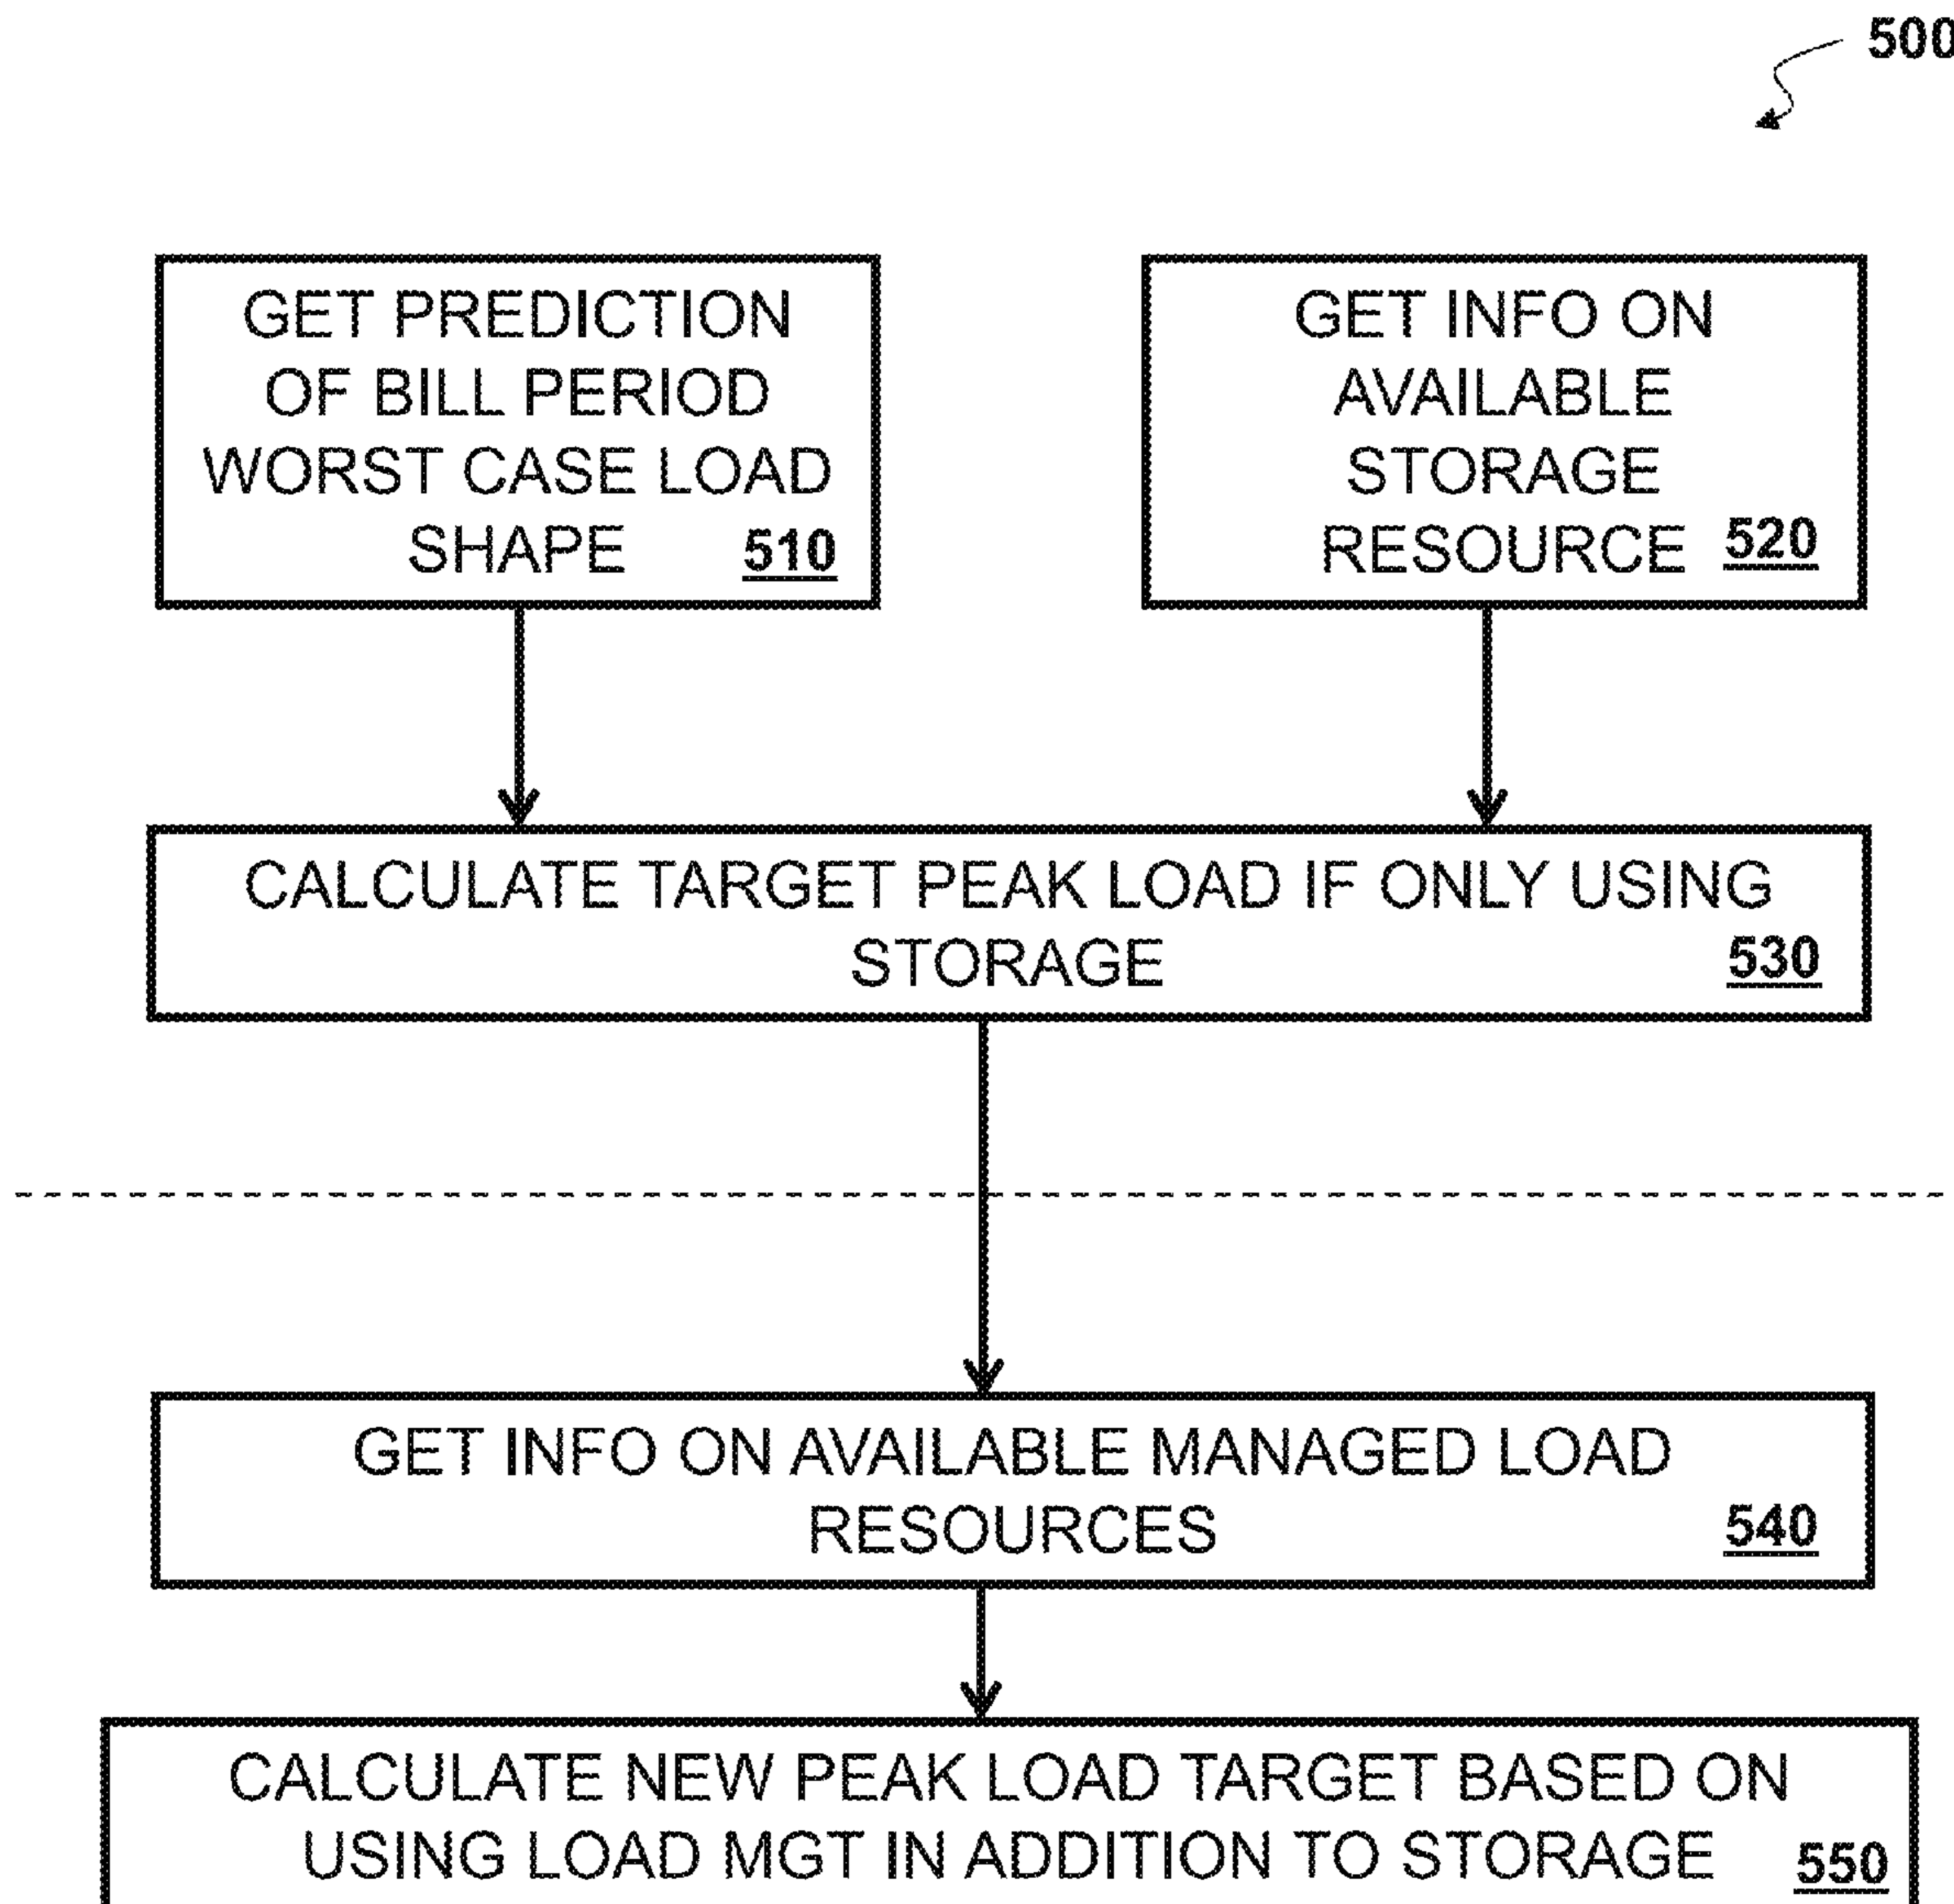 500
GET PREDICTION
OF BILL PERIOD
WORST CASE LOAD
SHAPE 510
GET INFO ON
AVAILABLE
STORAGE
RESOURCE 520
CALCULATE TARGET PEAK LOAD IF ONLY USING
STORAGE 530
GET INFO ON AVAILABLE MANAGED LOAD
RESOURCES 540
CALCULATE NEW PEAK LOAD TARGET BASED ON
USING LOAD MGT IN ADDITION TO STORAGE 550